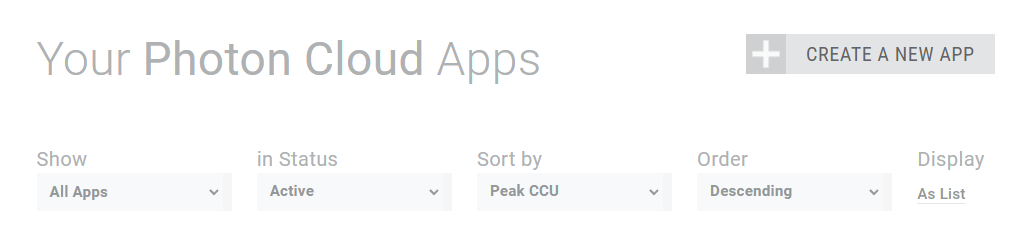 Your Photon Cloud Apps
CREATE A NEW APP
Show
in Status
Sort by
Order
Display
All Apps
Active
Peak CCU
Descending
As List